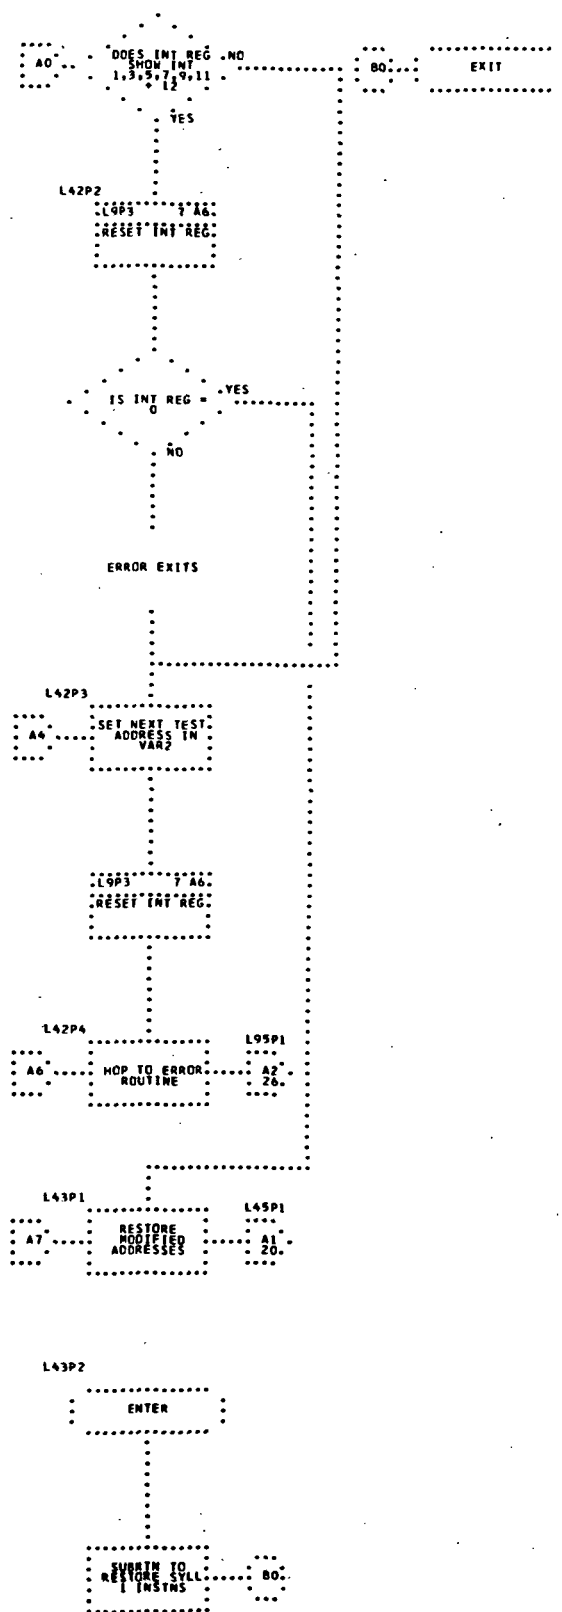 A0
DOES INT REG
SHOW INT
1,3,5,7,9,11
+ 12
NO
B0
EXIT
YES
L42P2
L9P3 7 A6
RESET INT REG
IS INT REG =
0
YES
NO
ERROR EXITS
L42P3
A4
SET NEXT TEST
ADDRESS IN
VAR2
L9P3 7 A6
RESET INT REG
L42P4
A6
HOP TO ERROR
ROUTINE
L95P1
A2
26
L43P1
A7
RESTORE
MODIFIED
ADDRESSES
L45P1
A1
20
L43P2
ENTER
SUBRTN TO
RESTORE SYLL
1 INSTNS
B0